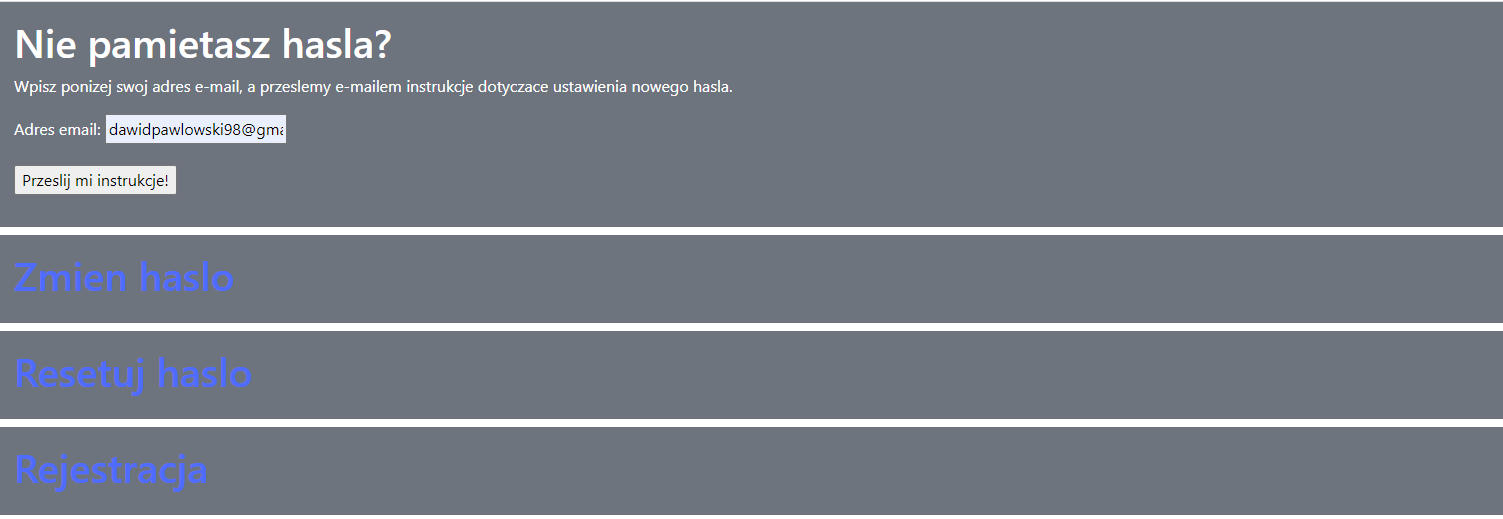 Nie pamietasz hasla?
Wpisz ponizej swoj adres e-mail, a przeslemy e-mailem instrukcje dotyczace ustawienia nowego hasla.
Adres email: dawidpawlowski98@gma
Przeslij mi instrukcje!
Zmien haslo
Resetuj haslo
Rejestracja